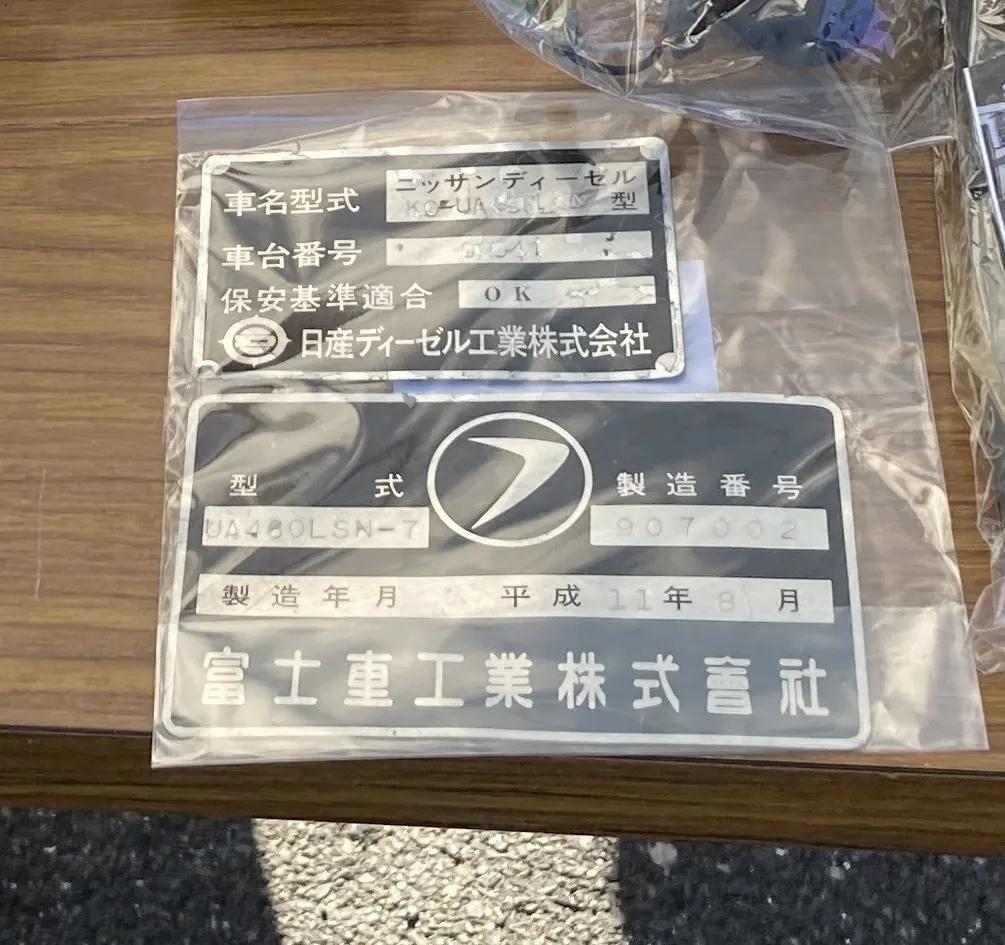 車名型式 ニッサンディーゼル
型
車台番号
保安基準適合 OK
日産ディーゼル工業株式会社
型式 製造番号
UA460LSN-7 907002
製造年月 平成11年8月
富士重工業株式會社